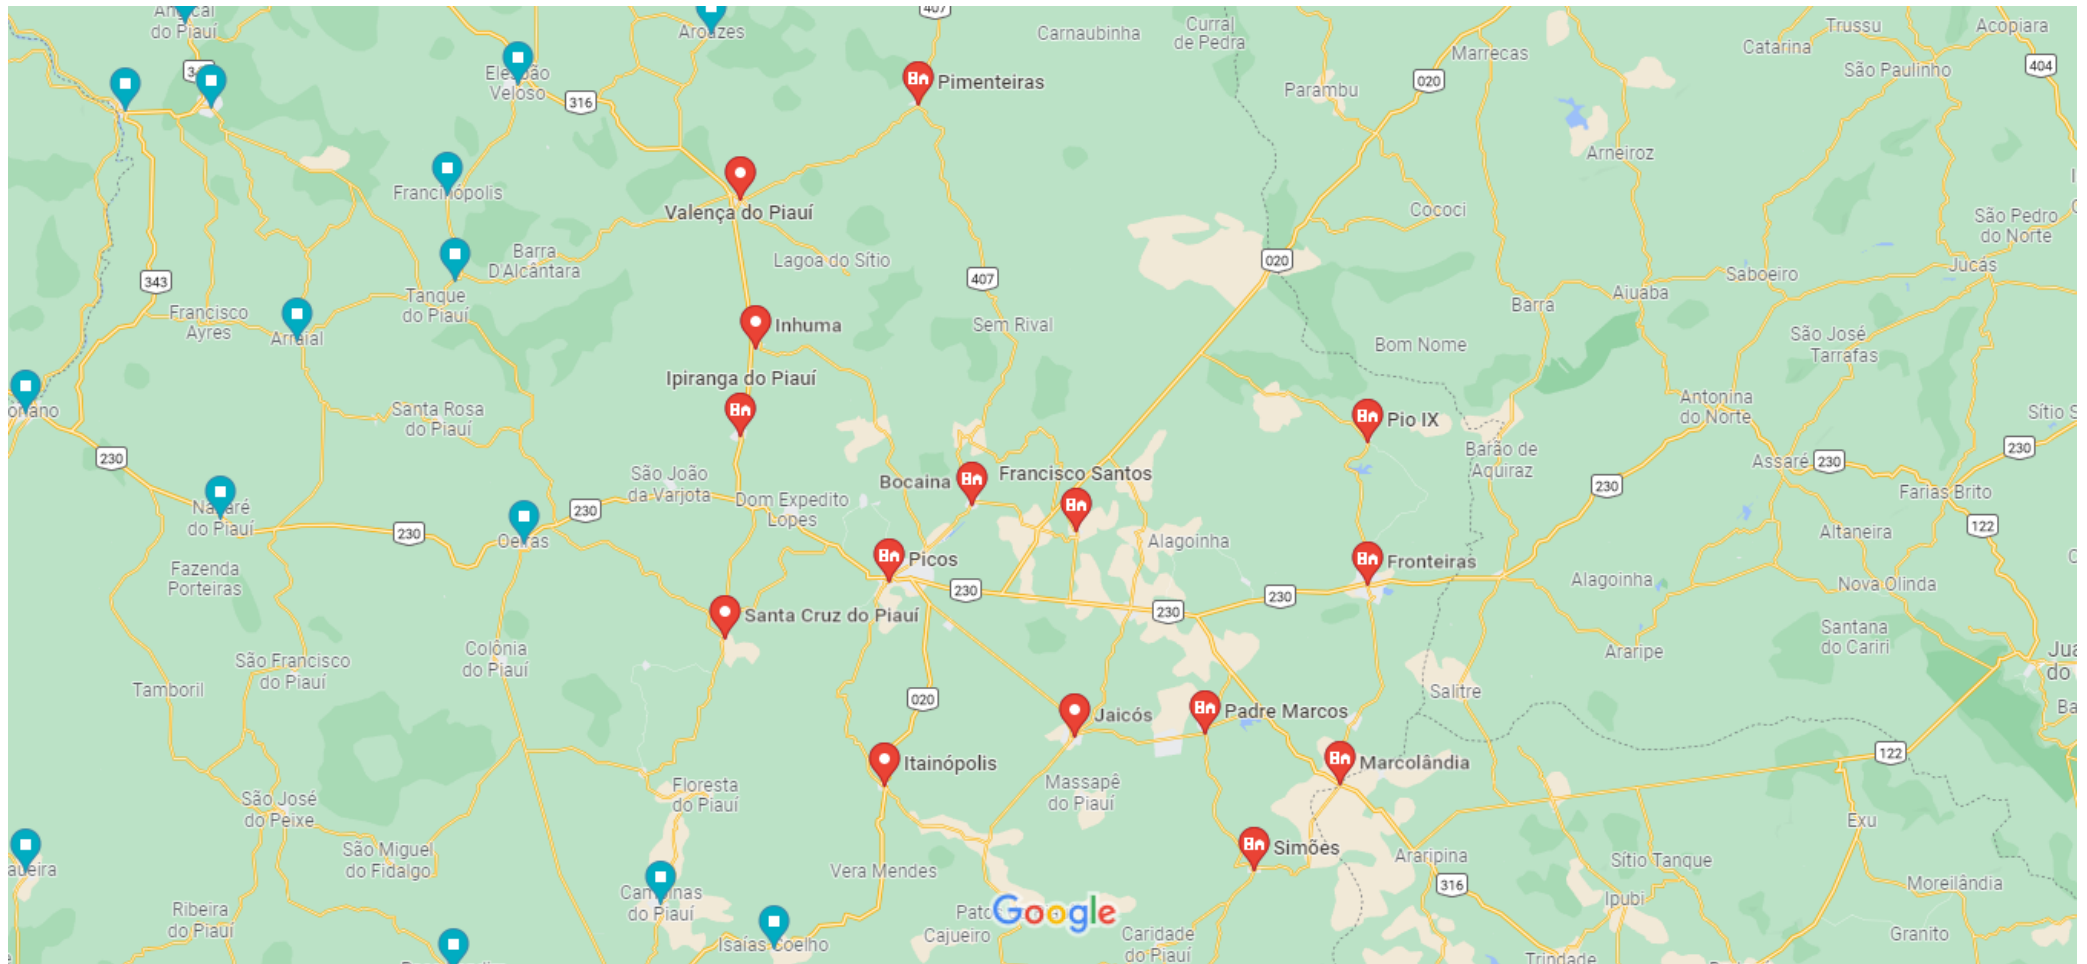 Angical
do Piauí
Aroazes
407
Carnaubinha
Curral
de Pedra
Marrecas
Trussu
Catarina
Acopiara
São Paulinho
404
Elesbão
Veloso
316
Pimenteiras
Parambu
020
Arneiroz
Francinópolis
Valença do Piauí
Cococi
São Pedro
do Norte
Barra
D'Alcântara
Lagoa do Sítio
020
407
343
Saboeiro
Jucás
Tanque
do Piauí
Aiuaba
Barra
Francisco
Ayres
Arraial
Inhuma
Sem Rival
Bom Nome
São José
Tarrafas
Ipiranga do Piauí
Santa Rosa
do Piauí
Pio IX
Antonina
do Norte
Sítio S
oriano
230
São João
da Varjota
Bocaina
Francisco Santos
Barão de
Aquiraz
Assaré
230
230
230
Farias Brito
Nazaré
do Piauí
230
Oeiras
230
Dom Expedito
Lopes
Alagoinha
122
Altaneira
Fazenda
Porteiras
Picos
230
230
230
Fronteiras
Alagoinha
Nova Olinda
Santa Cruz do Piauí
Santana
do Cariri
Colônia
do Piauí
São Francisco
do Piauí
Tamboril
Araripe
Jua
do
020
Jaicós
Padre Marcos
Salitre
Ba
Itainópolis
Marcolândia
122
Floresta
do Piauí
Massapê
do Piauí
São José
do Peixe
Exu
São Miguel
do Fidalgo
Vera Mendes
Simões
Araripina
Sítio Tanque
aueira
316
Moreilândia
Campinas
do Piauí
Ipubi
Ribeira
do Piauí
Isaías Coelho
Cajueiro
Google
Caridade
do Piauí
Granito
Trindade